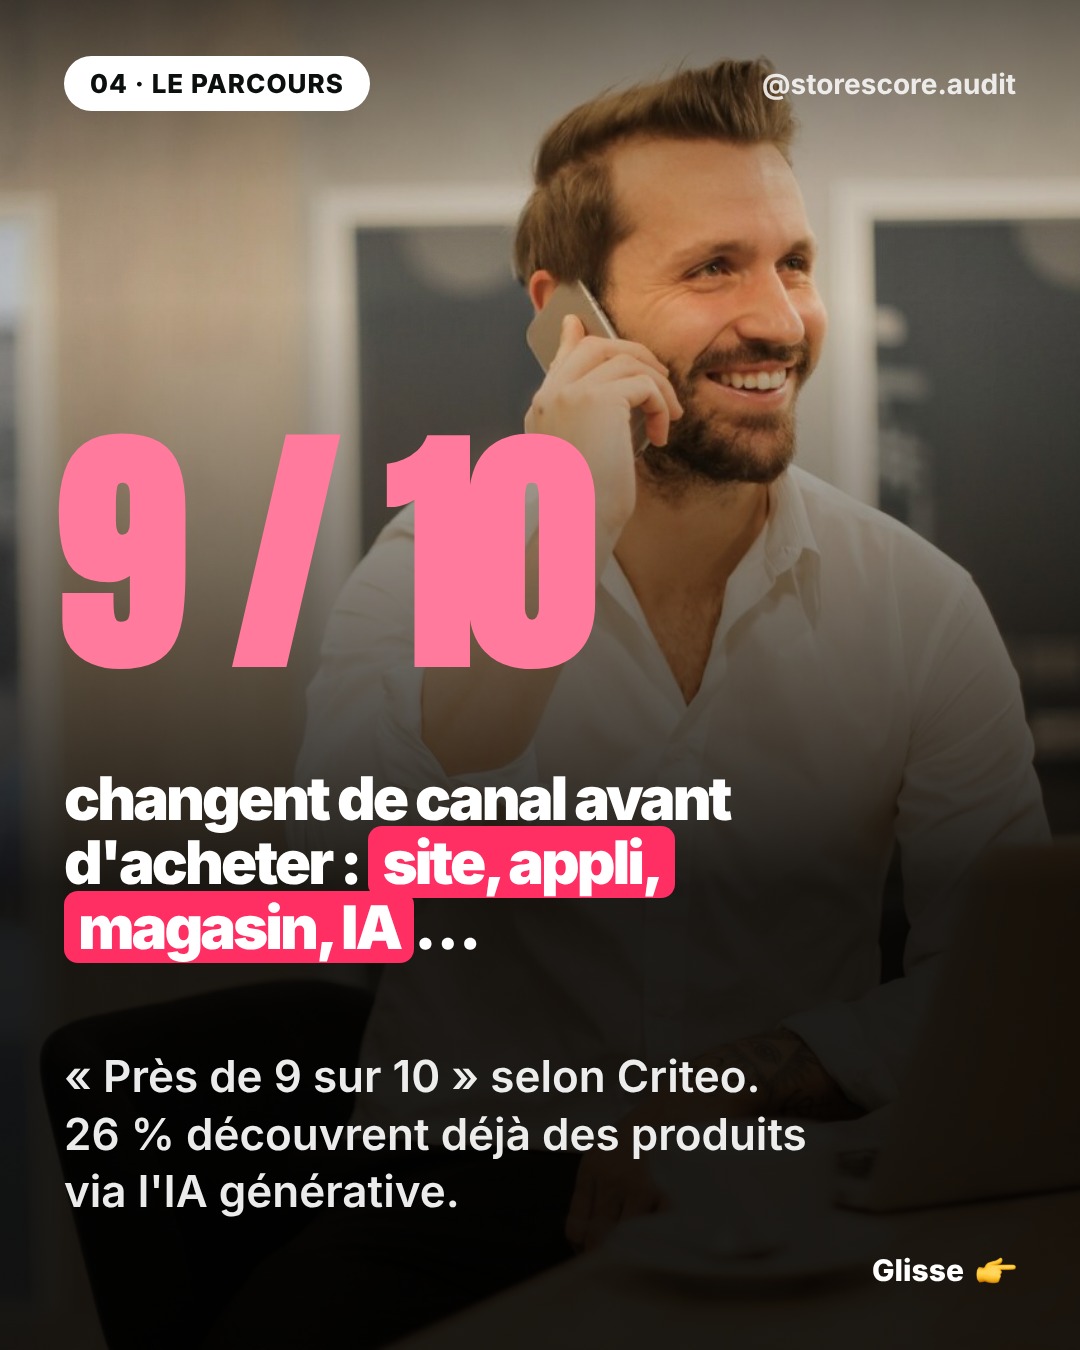 04 · LE PARCOURS
@storescore.audit
9 / 10
changent de canal avant
d'acheter : site, appli,
magasin, IA ...
« Près de 9 sur 10 » selon Criteo.
26 % découvrent déjà des produits
via l'IA générative.
Glisse 👉